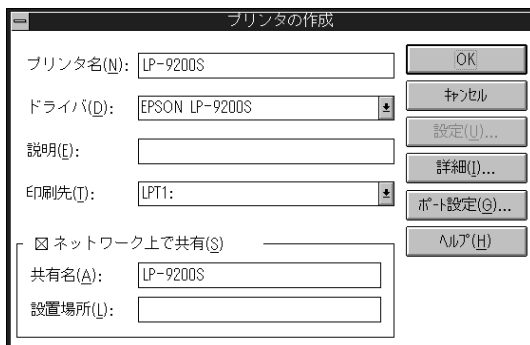 プリンタの作成
プリンタ名(N): LP-9200S
ドライバ(D): EPSON LP-9200S
説明(E):
印刷先(T): LPT1:
ネットワーク上で共有(S)
共有名(A): LP-9200S
設置場所(L):
OK
キャンセル
設定(U)...
詳細(I)...
ポート設定(G)...
ヘルプ(H)